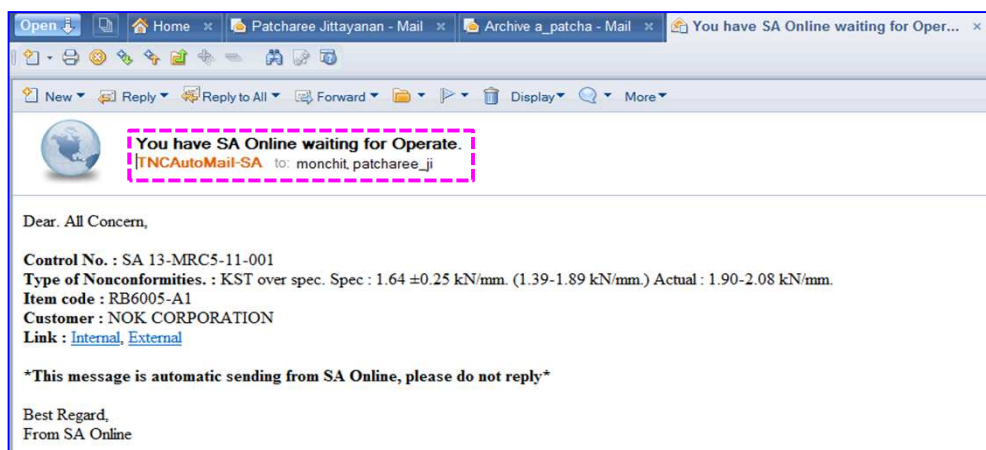 Open Home Patcharee Jittayanan - Mail Archive a_patcha - Mail You have SA Online waiting for Oper...
New Reply Reply to All Forward Display More
You have SA Online waiting for Operate.
TNCAutoMail-SA to: monchit, patcharee_ji
Dear. All Concern,
Control No. : SA 13-MRC5-11-001
Type of Nonconformities. : KST over spec. Spec : 1.64 ±0.25 kN/mm. (1.39-1.89 kN/mm.) Actual : 1.90-2.08 kN/mm.
Item code : RB6005-A1
Customer : NOK CORPORATION
Link : Internal, External
*This message is automatic sending from SA Online, please do not reply*
Best Regard,
From SA Online